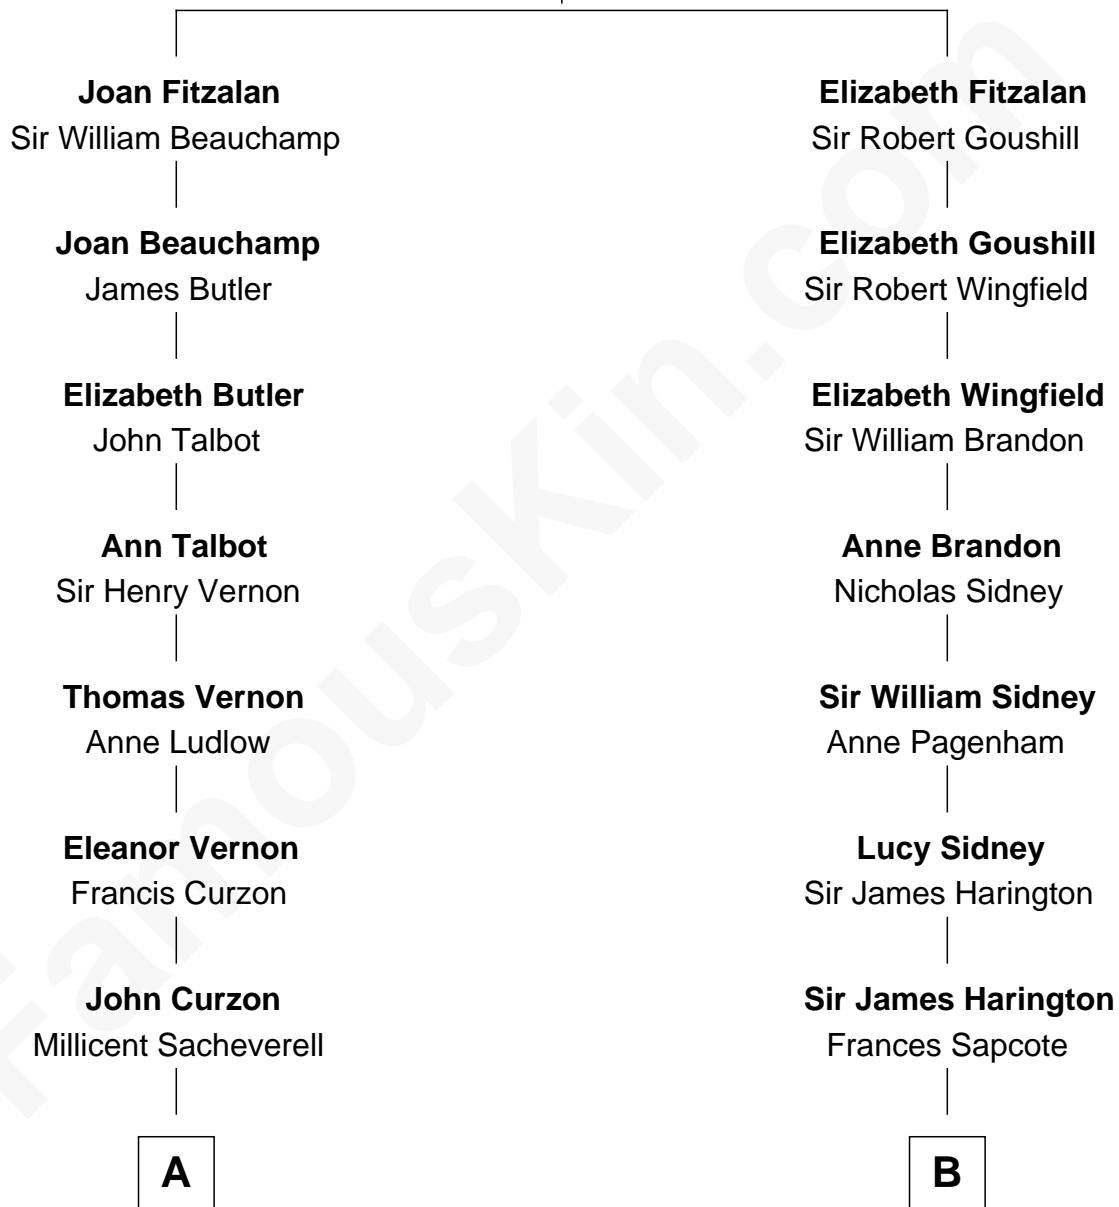 Joan Fitzalan
Sir William Beauchamp
Joan Beauchamp
James Butler
Elizabeth Butler
John Talbot
Ann Talbot
Sir Henry Vernon
Thomas Vernon
Anne Ludlow
Eleanor Vernon
Francis Curzon
John Curzon
Millicent Sacheverell
A
Elizabeth Fitzalan
Sir Robert Goushill
Elizabeth Goushill
Sir Robert Wingfield
Elizabeth Wingfield
Sir William Brandon
Anne Brandon
Nicholas Sidney
Sir William Sidney
Anne Pagenham
Lucy Sidney
Sir James Harington
Sir James Harington
Frances Sapcote
B
FamousKin.com